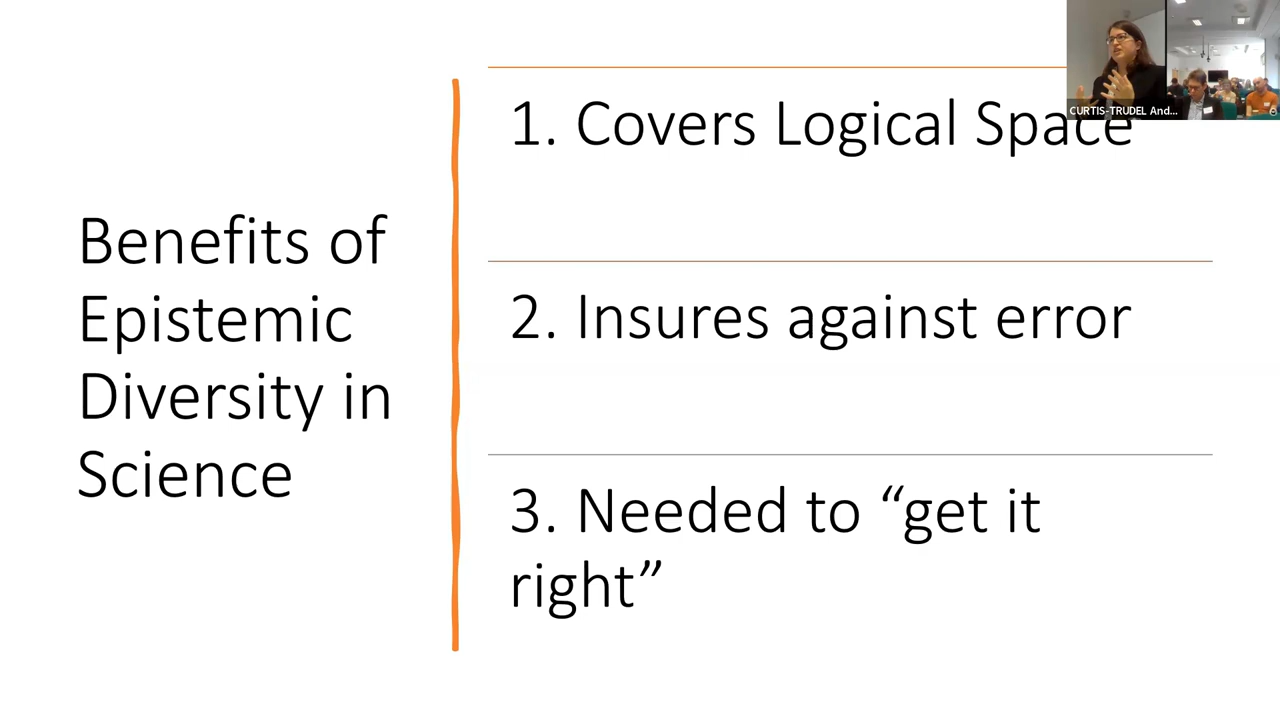 Benefits of
Epistemic
Diversity in
Science
1. Covers Logical Space
2. Insures against error
3. Needed to “get it
right”
CURTIS-TRUDEL And...